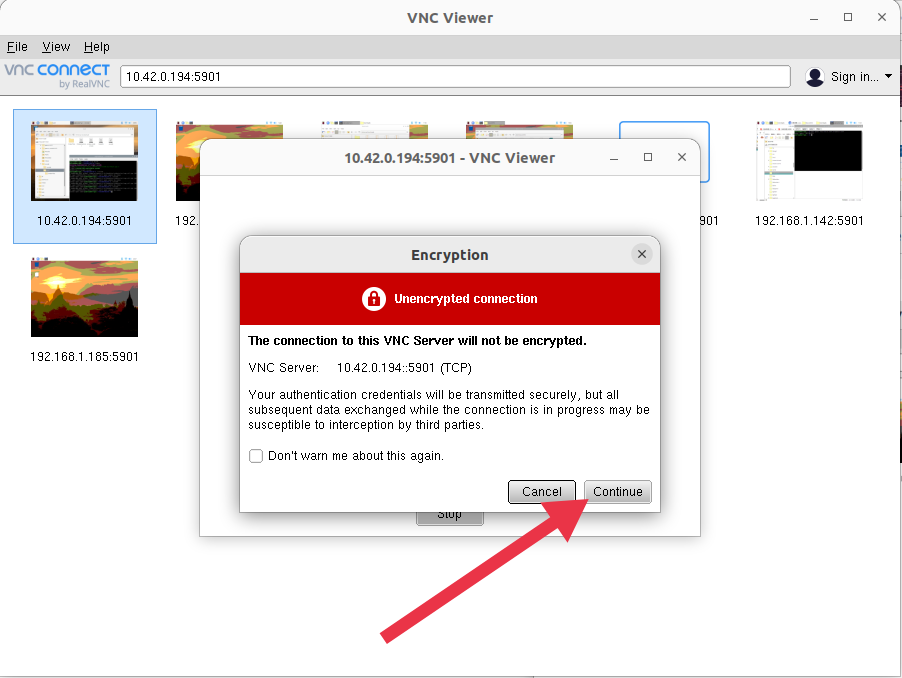 VNC Viewer
File View Help
vnc connect
by RealVNC
10.42.0.194:5901
Sign in...
10.42.0.194:5901 - VNC Viewer
10.42.0.194:5901
192.
901
192.168.1.142:5901
Encryption
Unencrypted connection
The connection to this VNC Server will not be encrypted.
VNC Server: 10.42.0.194::5901 (TCP)
Your authentication credentials will be transmitted securely, but all
subsequent data exchanged while the connection is in progress may be
susceptible to interception by third parties.
Don't warn me about this again.
Cancel Continue
Stop
192.168.1.185:5901